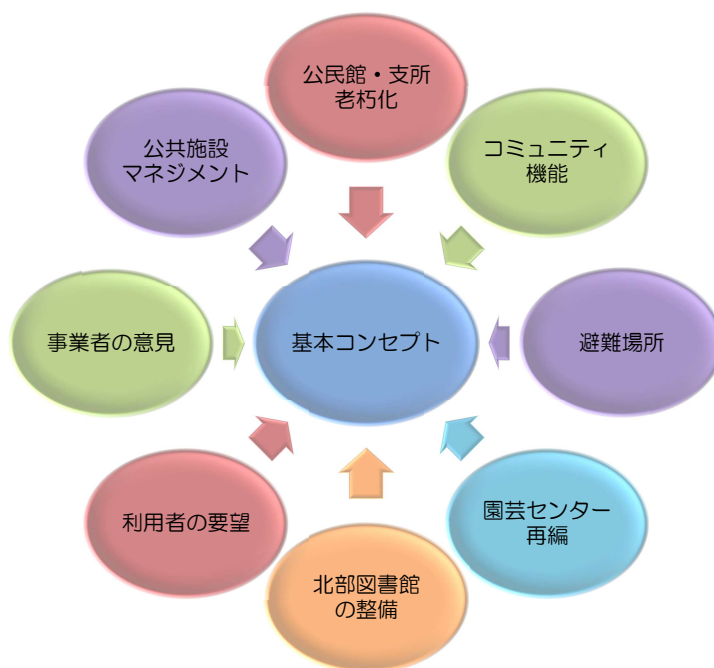 公民館・支所
老朽化
公共施設
マネジメント
コミュニティ
機能
事業者の意見
基本コンセプト
避難場所
利用者の要望
園芸センター
再編
北部図書館
の整備